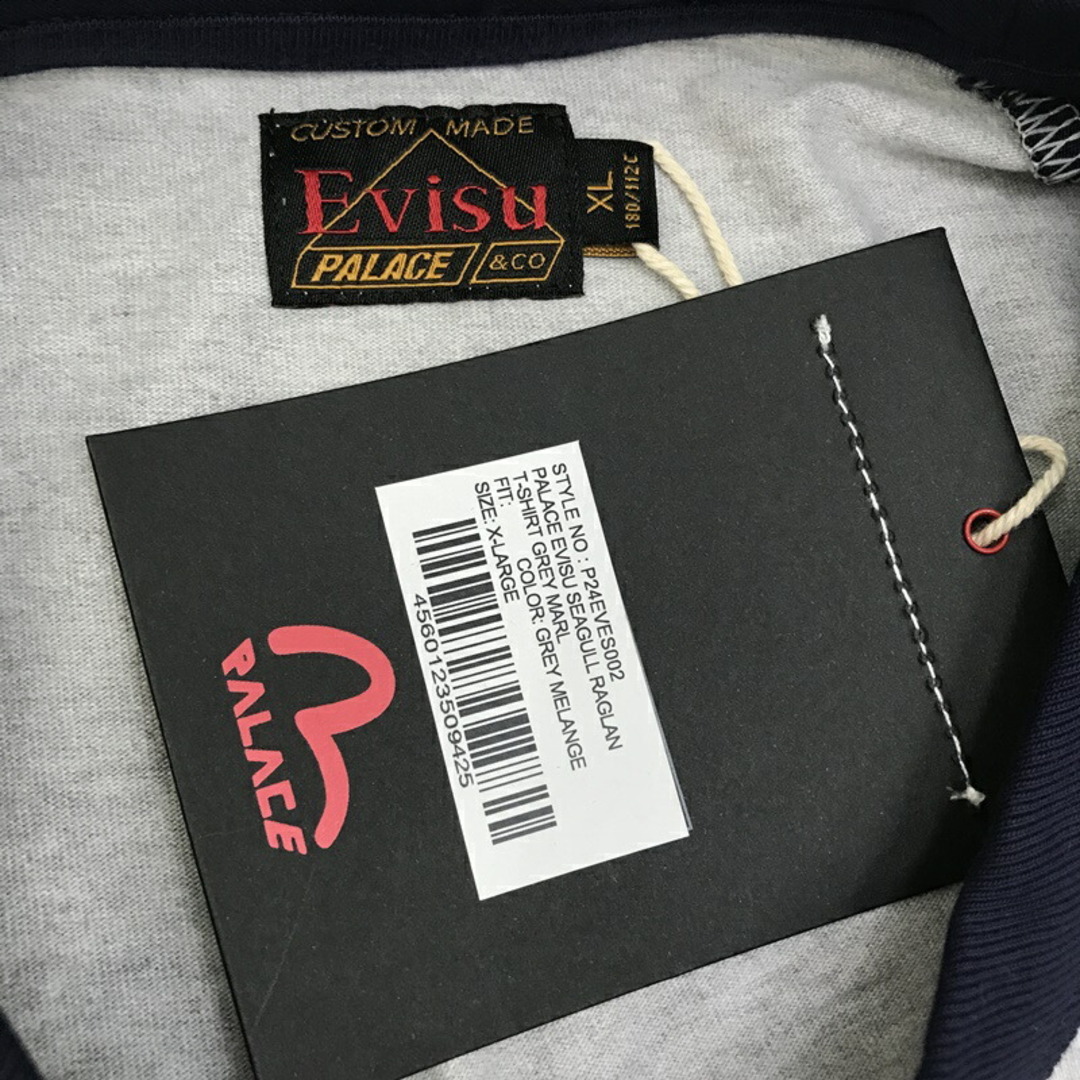 CUSTOM MADE
Evisu
PALACE &CO
XL
180/112C
STYLE NO : P24EVES002
PALACE EVISU SEAGULL RAGLAN
T-SHIRT GREY MARL
FIT: COLOR: GREY MELANGE
SIZE: X-LARGE
4560123509425
PALACE